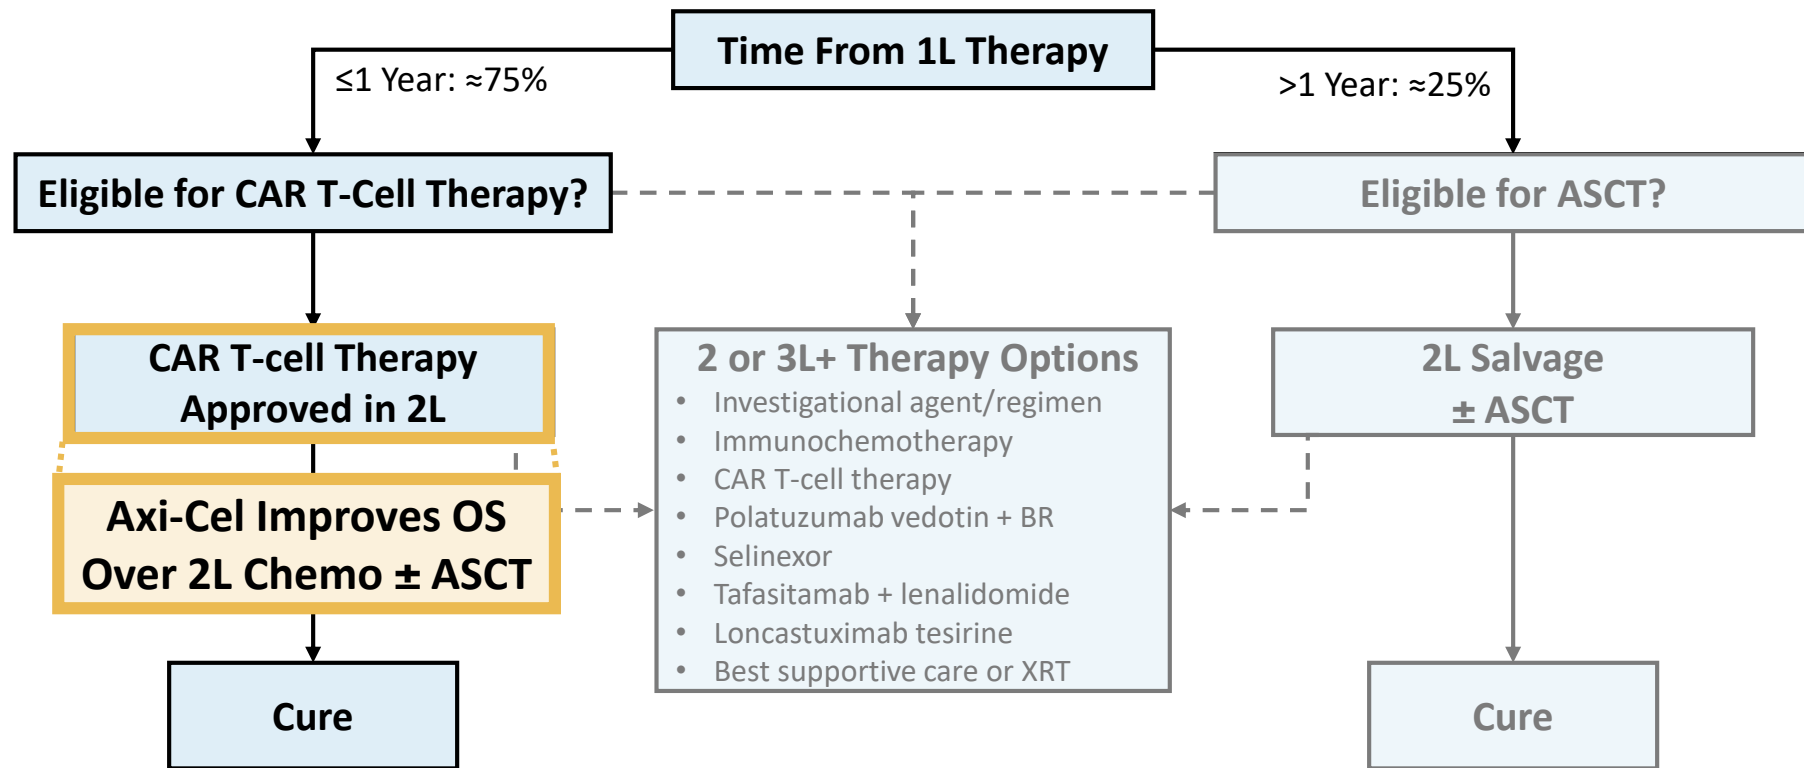 Time From 1L Therapy
≤1 Year: ≈75%
>1 Year: ≈25%
Eligible for CAR T-Cell Therapy?
Eligible for ASCT?
CAR T-cell Therapy
Approved in 2L
Axi-Cel Improves OS
Over 2L Chemo ± ASCT
Cure
2 or 3L+ Therapy Options
• Investigational agent/regimen
• Immunochemotherapy
• CAR T-cell therapy
• Polatuzumab vedotin + BR
• Selinexor
• Tafasitamab + lenalidomide
• Loncastuximab tesirine
• Best supportive care or XRT
2L Salvage
± ASCT
Cure